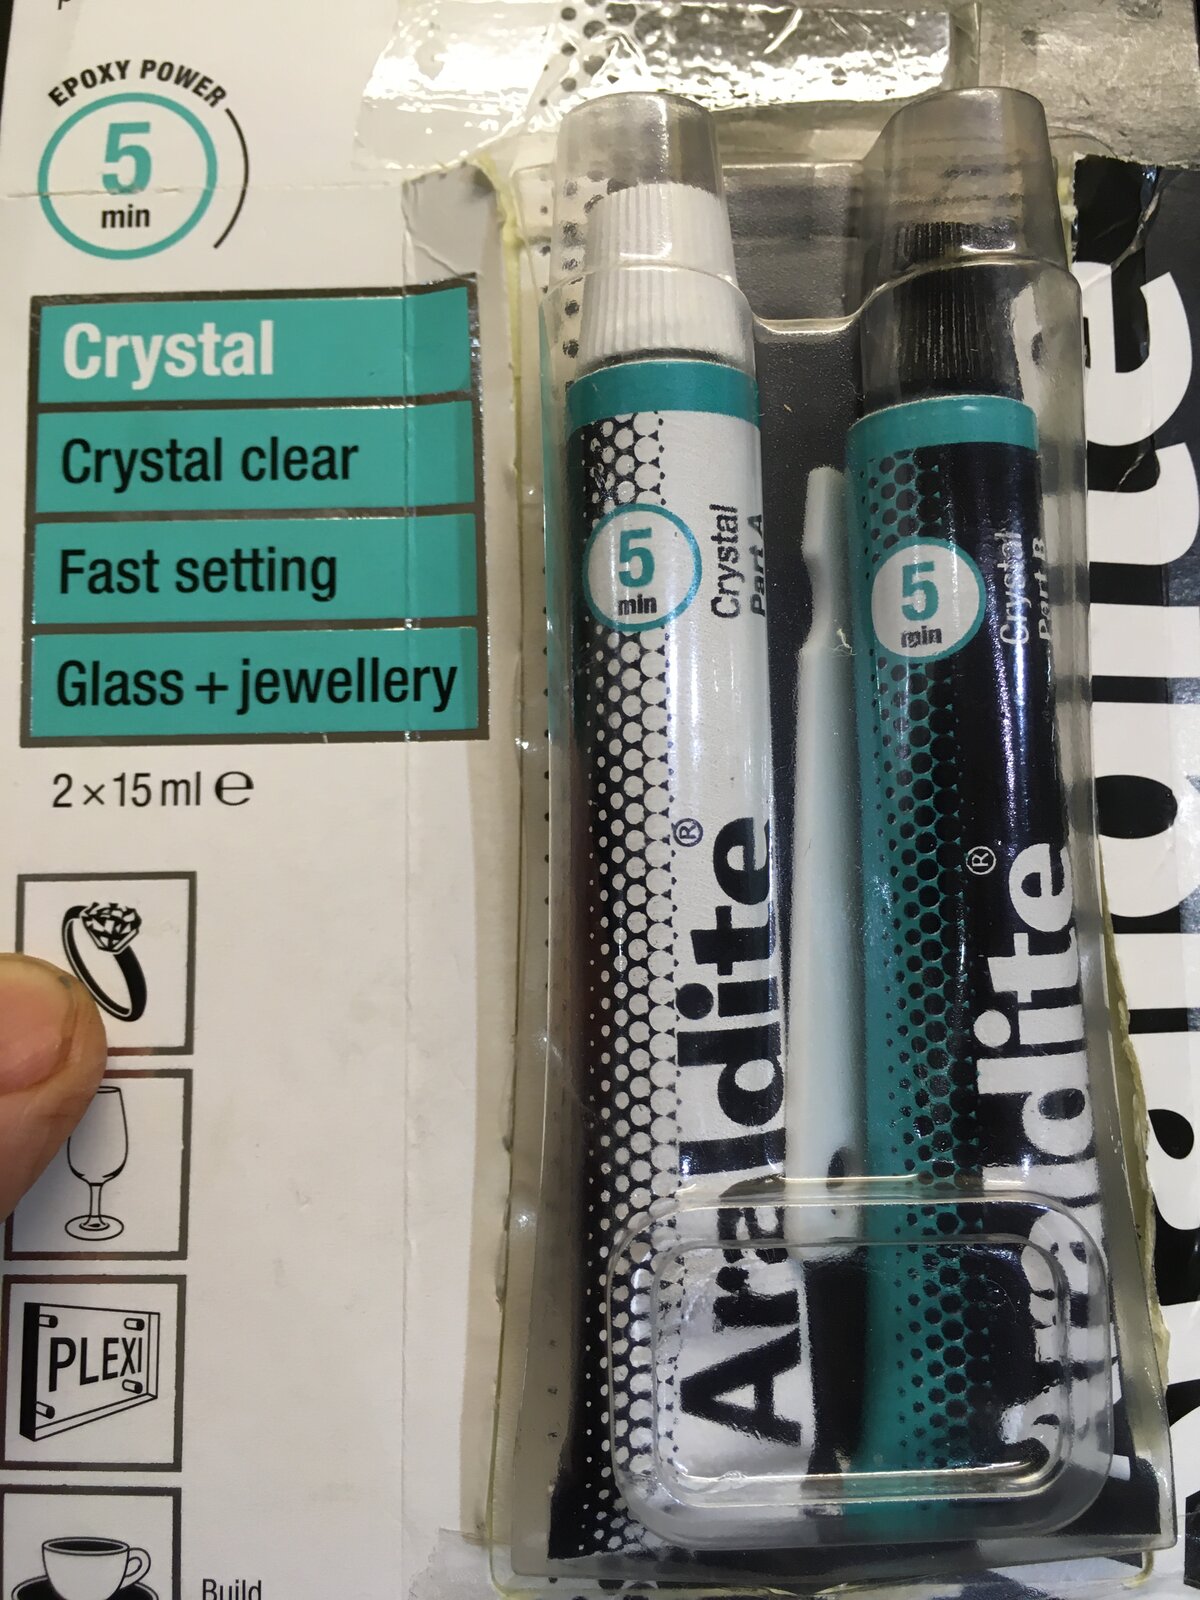 EPOXY POWER
5
min
Crystal
Crystal clear
Fast setting
Glass + jewellery
2 × 15 ml ℮
PLEXI
Build
5
min
Crystal
Part A
Araldite®
5
min
Crystal
Part B
Araldite®
Araldite